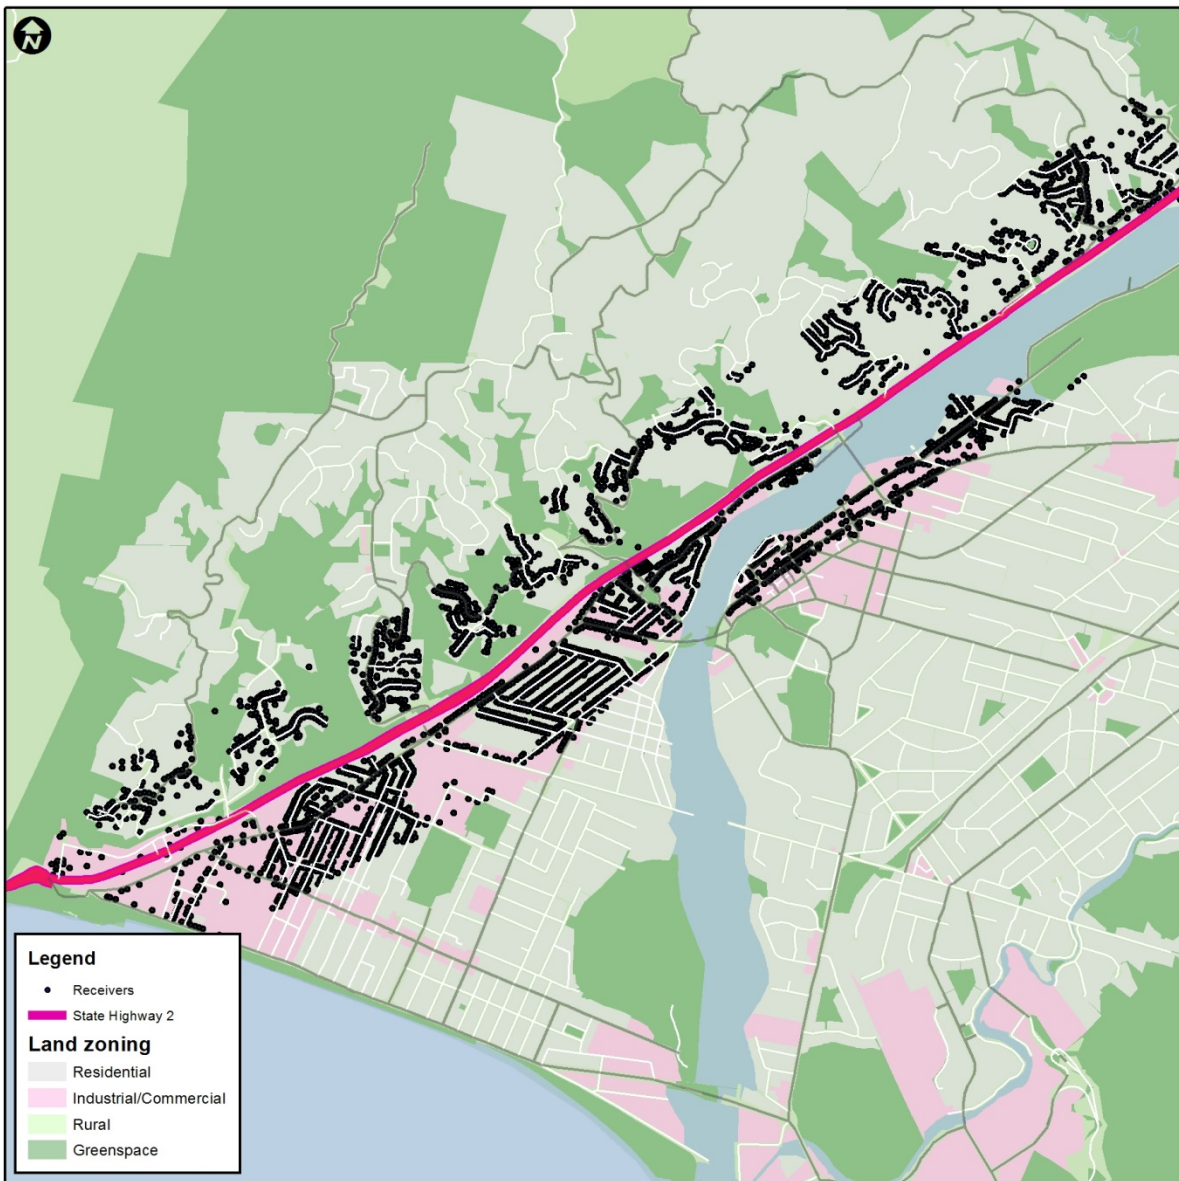 N
Legend
Receivers
State Highway 2
Land zoning
Residential
Industrial/Commercial
Rural
Greenspace